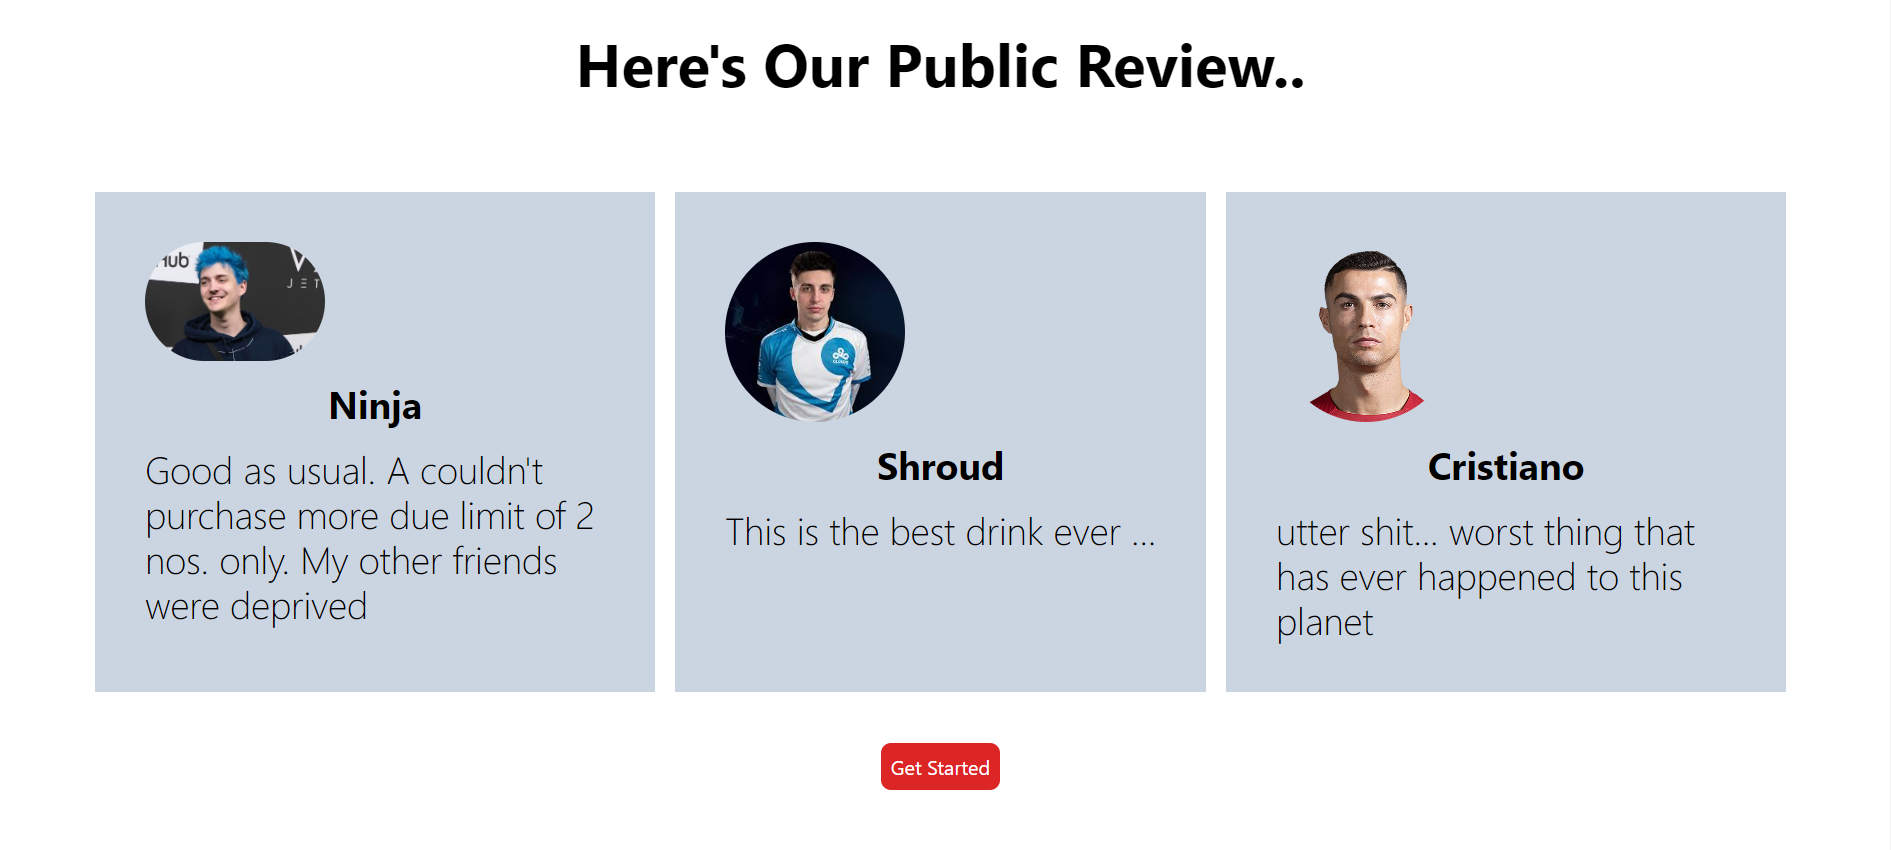 Here's Our Public Review..
Ninja
Good as usual. A couldn't
purchase more due limit of 2
nos. only. My other friends
were deprived
Shroud
This is the best drink ever ...
Cristiano
utter shit... worst thing that
has ever happened to this
planet
Get Started